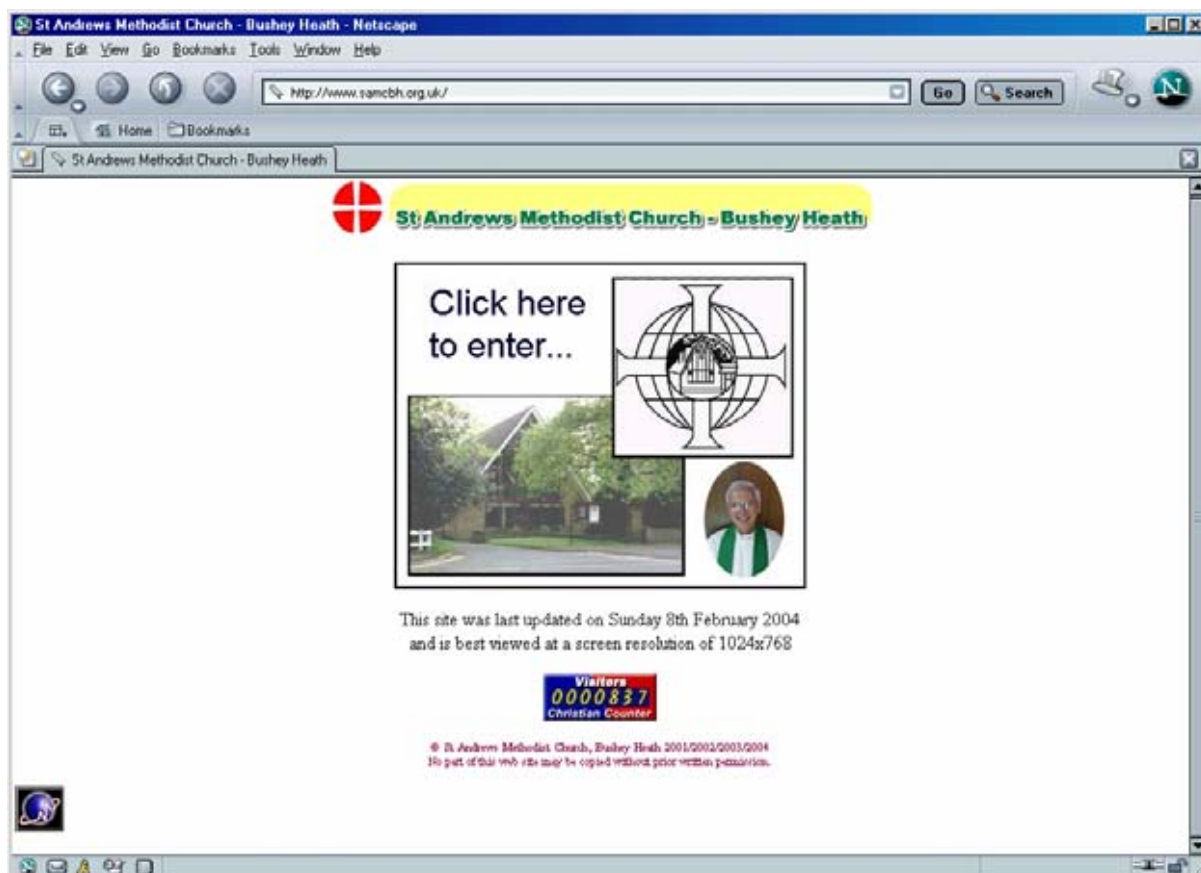 St Andrews Methodist Church - Bushey Heath - Netscape
File Edit View Go Bookmarks Tools Window Help
http://www.samcbh.org.uk/ Go Search N
Home Bookmarks
St Andrews Methodist Church - Bushey Heath
St Andrews Methodist Church - Bushey Heath
Click here
to enter...
This site was last updated on Sunday 8th February 2004
and is best viewed at a screen resolution of 1024x768
Visitors
0000837
Christian Counter
© St Andrews Methodist Church, Bushey Heath 2001/2002/2003/2004
No part of this web site may be copied without prior written permission.